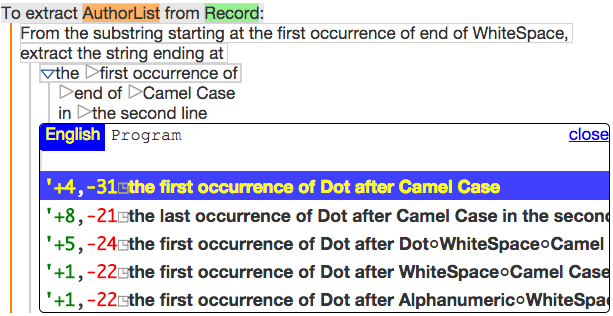 To extract AuthorList from Record:
From the substring starting at the first occurrence of end of WhiteSpace,
extract the string ending at
the first occurrence of
end of Camel Case
in the second line
English Program close
'+4,-31 the first occurrence of Dot after Camel Case
'+8,-21 the last occurrence of Dot after Camel Case in the secon
'+5,-24 the first occurrence of Dot after Dot∘WhiteSpace∘Camel
'+1,-22 the first occurrence of Dot after WhiteSpace∘Camel Case
'+1,-22 the first occurrence of Dot after Alphanumeric∘WhiteS